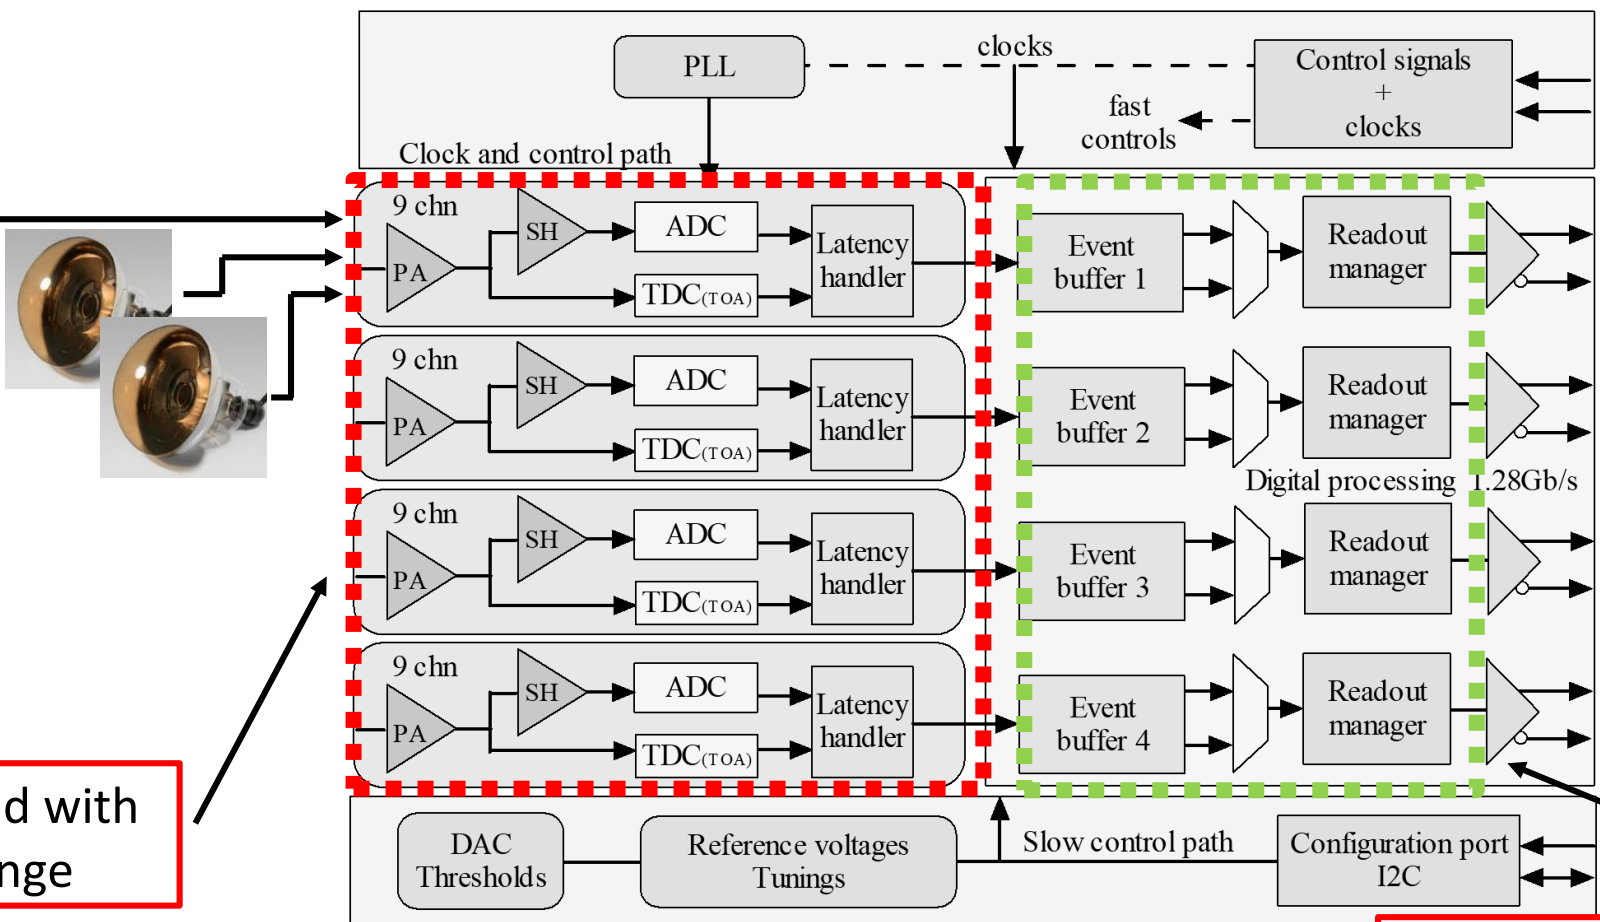 PLL
clocks
Control signals
+
clocks
fast
controls
Clock and control path
9 chn
PA
SH
ADC
TDC(TOA)
Latency
handler
Event
buffer 1
Readout
manager
9 chn
PA
SH
ADC
TDC(TOA)
Latency
handler
Event
buffer 2
Readout
manager
Digital processing 1.28Gb/s
9 chn
PA
SH
ADC
TDC(TOA)
Latency
handler
Event
buffer 3
Readout
manager
9 chn
PA
SH
ADC
TDC(TOA)
Latency
handler
Event
buffer 4
Readout
manager
d with
nge
DAC
Thresholds
Reference voltages
Tunings
Slow control path
Configuration port
I2C